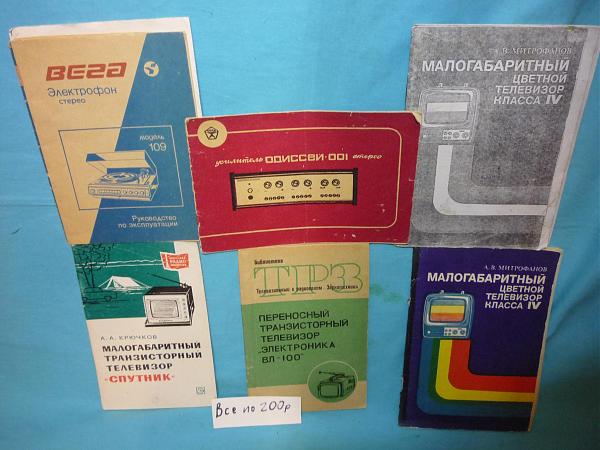 ВЕГА
Электрофон
стерео
модель
109
Руководство
по эксплуатации
усилитель ОДИССЕЙ-001 стерео
А. В. МИТРОФАНОВ
МАЛОГАБАРИТНЫЙ
ЦВЕТНОЙ
ТЕЛЕВИЗОР
КЛАССА IV
А. А. КРЮЧКОВ
МАЛОГАБАРИТНЫЙ
ТРАНЗИСТОРНЫЙ
ТЕЛЕВИЗОР
"СПУТНИК"
Библиотека
ТРЗ
ПЕРЕНОСНЫЙ
ТРАНЗИСТОРНЫЙ
ТЕЛЕВИЗОР
„ЭЛЕКТРОНИКА
ВЛ-100"
А. В. МИТРОФАНОВ
МАЛОГАБАРИТНЫЙ
ЦВЕТНОЙ
ТЕЛЕВИЗОР
КЛАССА IV
Все по 200р